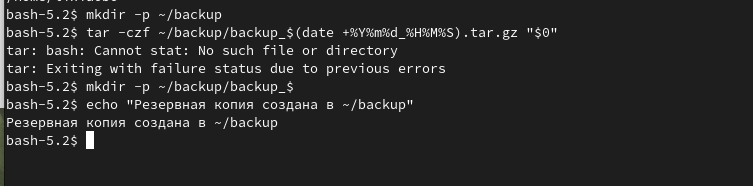 bash-5.2$ mkdir -p ~/backup
bash-5.2$ tar -czf ~/backup/backup_$(date +%Y%m%d_%H%M%S).tar.gz "$0"
tar: bash: Cannot stat: No such file or directory
tar: Exiting with failure status due to previous errors
bash-5.2$ mkdir -p ~/backup/backup_$
bash-5.2$ echo "Резервная копия создана в ~/backup"
Резервная копия создана в ~/backup
bash-5.2$